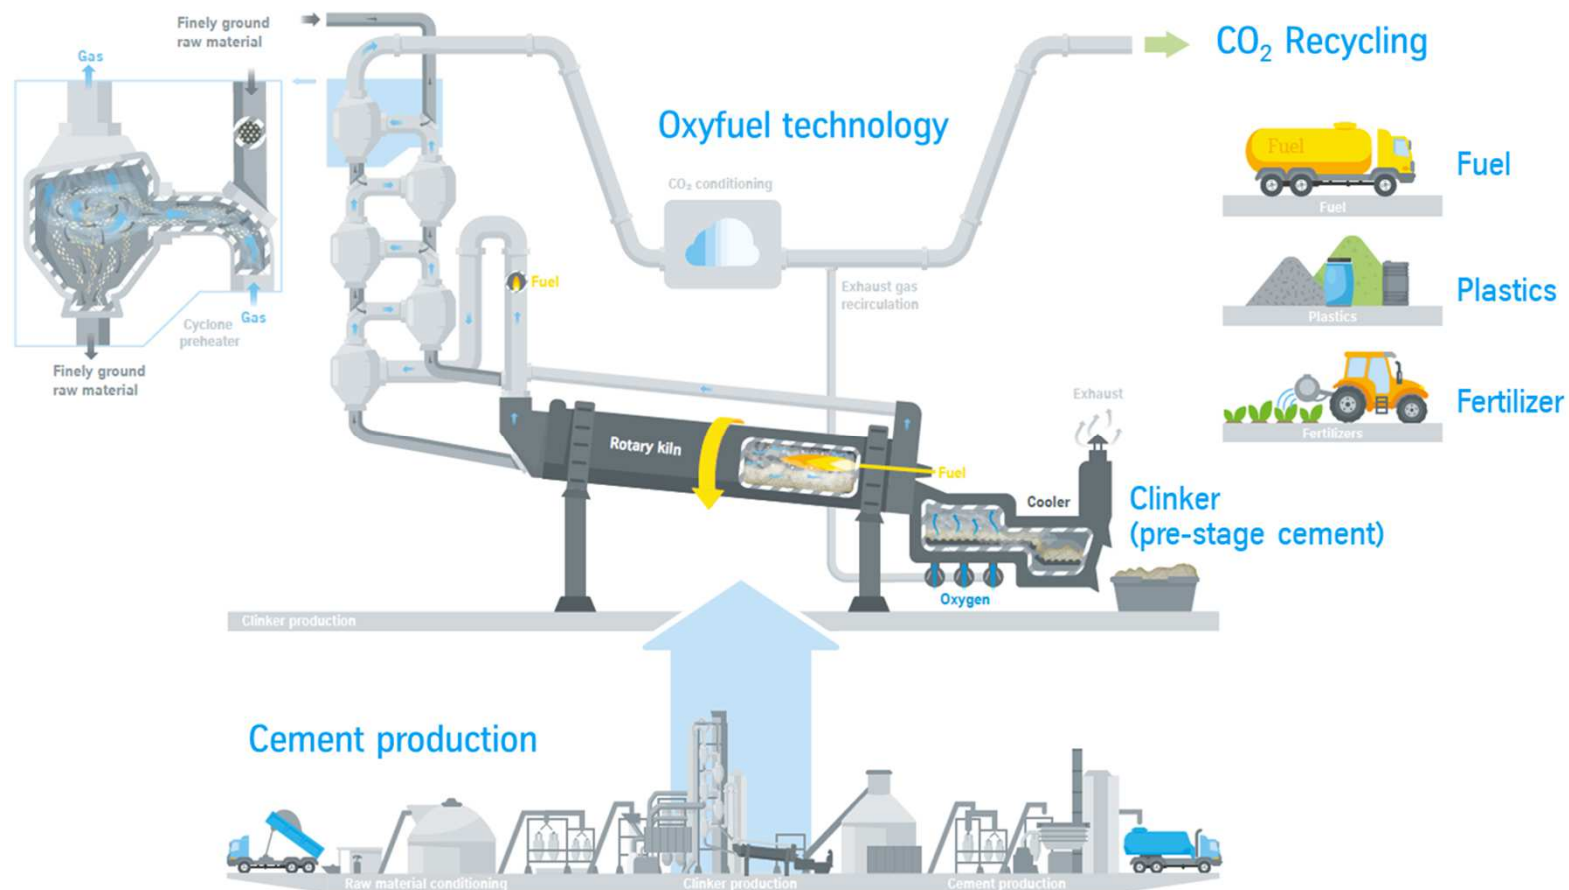 Finely ground
raw material
Gas
Cyclone
preheater
Gas
Finely ground
raw material
Oxyfuel technology
CO₂ conditioning
Exhaust gas
recirculation
Fuel
Rotary kiln
Fuel
Cooler
Exhaust
Oxygen
Clinker
(pre-stage cement)
Clinker production
CO₂ Recycling
Fuel
Fuel
Fuel
Plastics
Plastics
Fertilizer
Fertilizers
Cement production
Raw material conditioning
Clinker production
Cement production